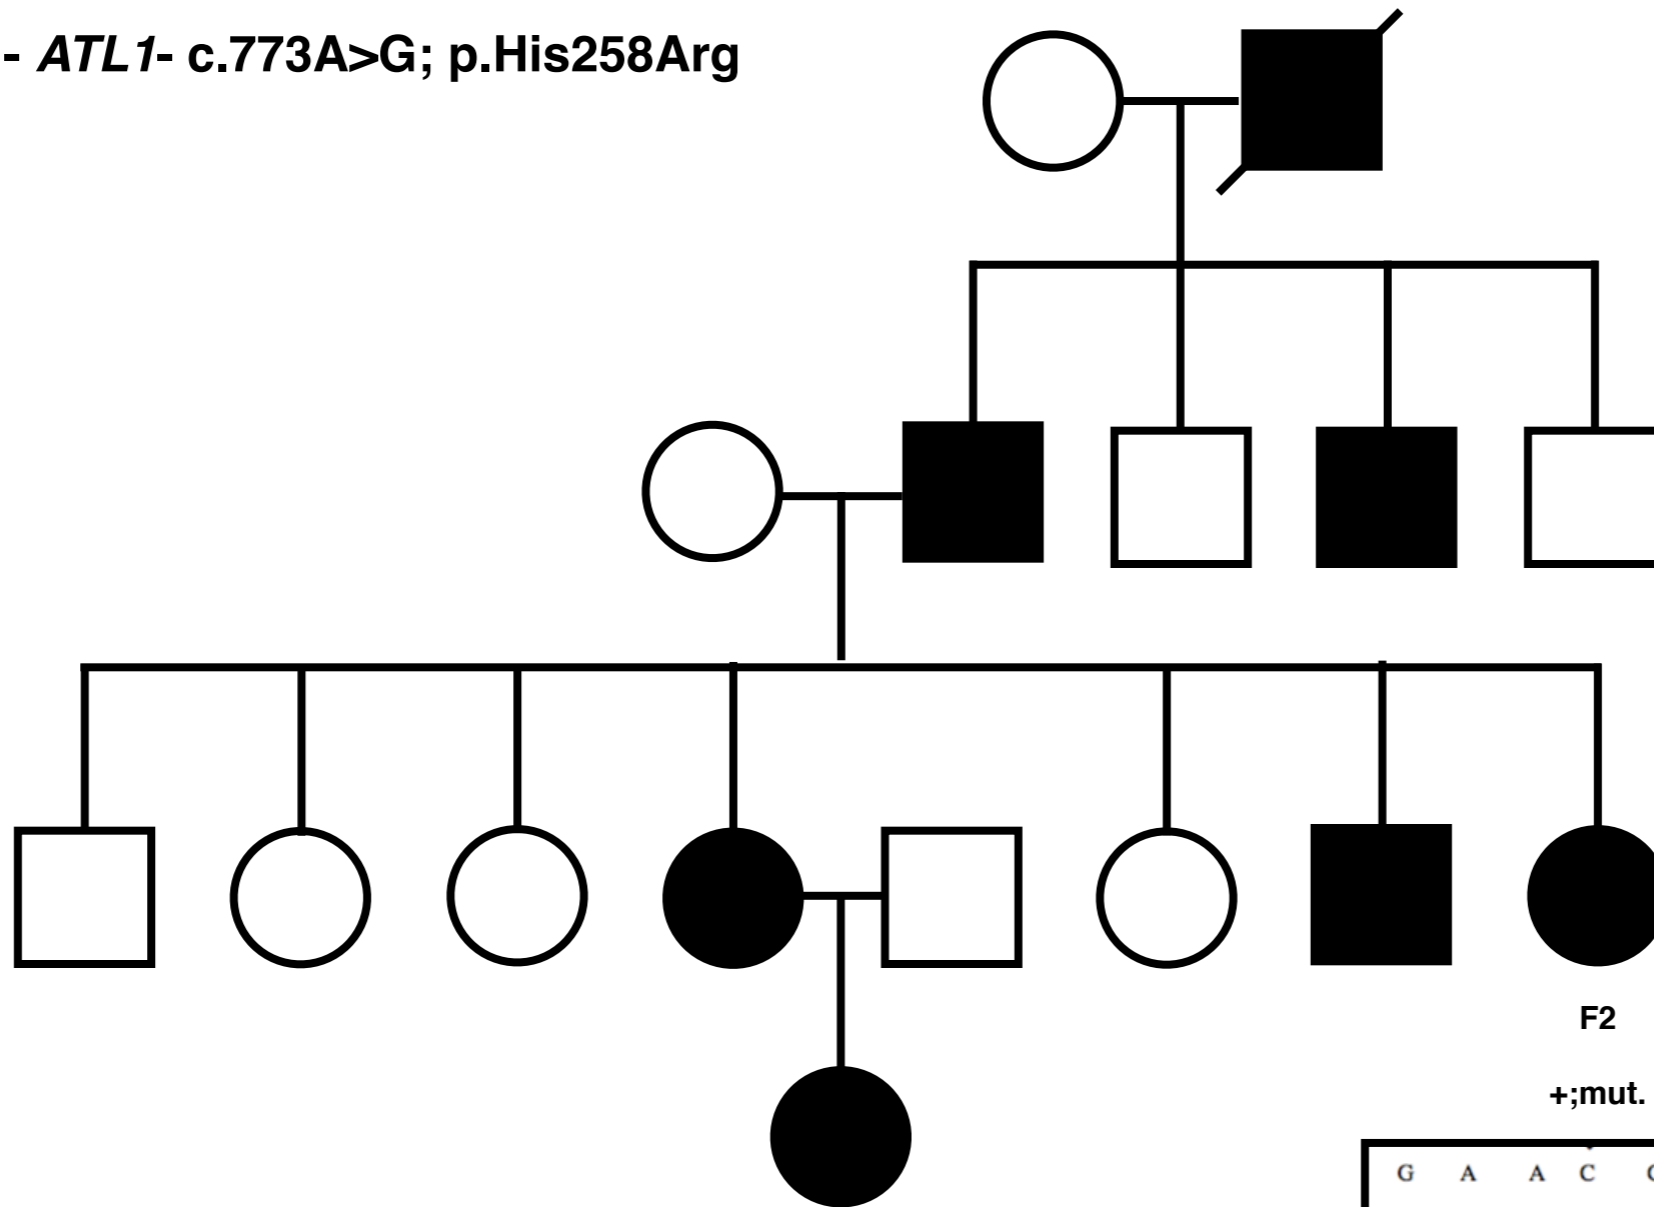 - ATL1- c.773A>G; p.His258Arg
F2
+;mut.
G A A C